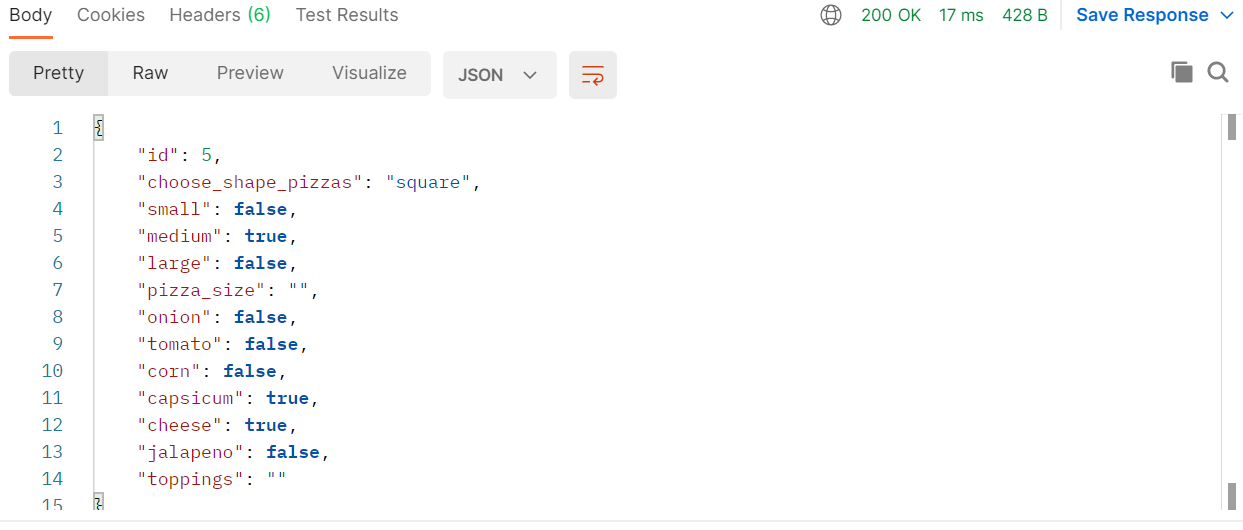 Body Cookies Headers (6) Test Results 200 OK 17 ms 428 B Save Response
Pretty Raw Preview Visualize JSON
1 {
2 "id": 5,
3 "choose_shape_pizzas": "square",
4 "small": false,
5 "medium": true,
6 "large": false,
7 "pizza_size": "",
8 "onion": false,
9 "tomato": false,
10 "corn": false,
11 "capsicum": true,
12 "cheese": true,
13 "jalapeno": false,
14 "toppings": ""
15 }